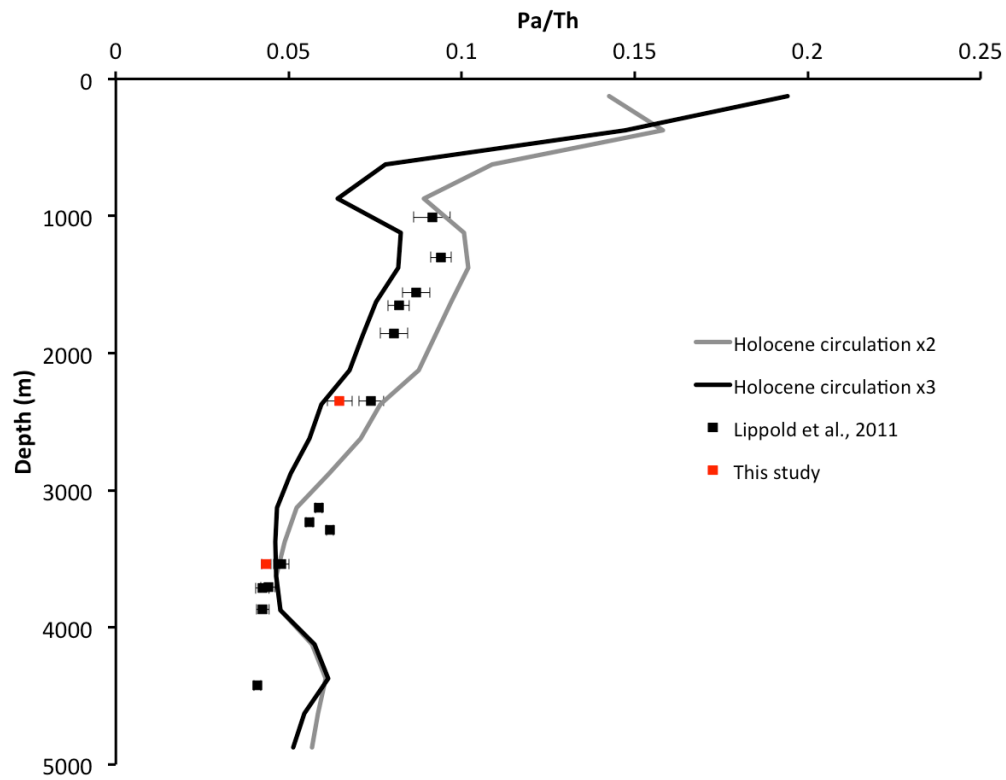 Pa/Th
0 0.05 0.1 0.15 0.2 0.25
0
1000
2000
3000
4000
5000
Depth (m)
Holocene circulation x2
Holocene circulation x3
Lippold et al., 2011
This study